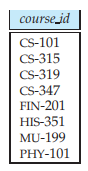 course_id
CS-101
CS-315
CS-319
CS-347
FIN-201
HIS-351
MU-199
PHY-101